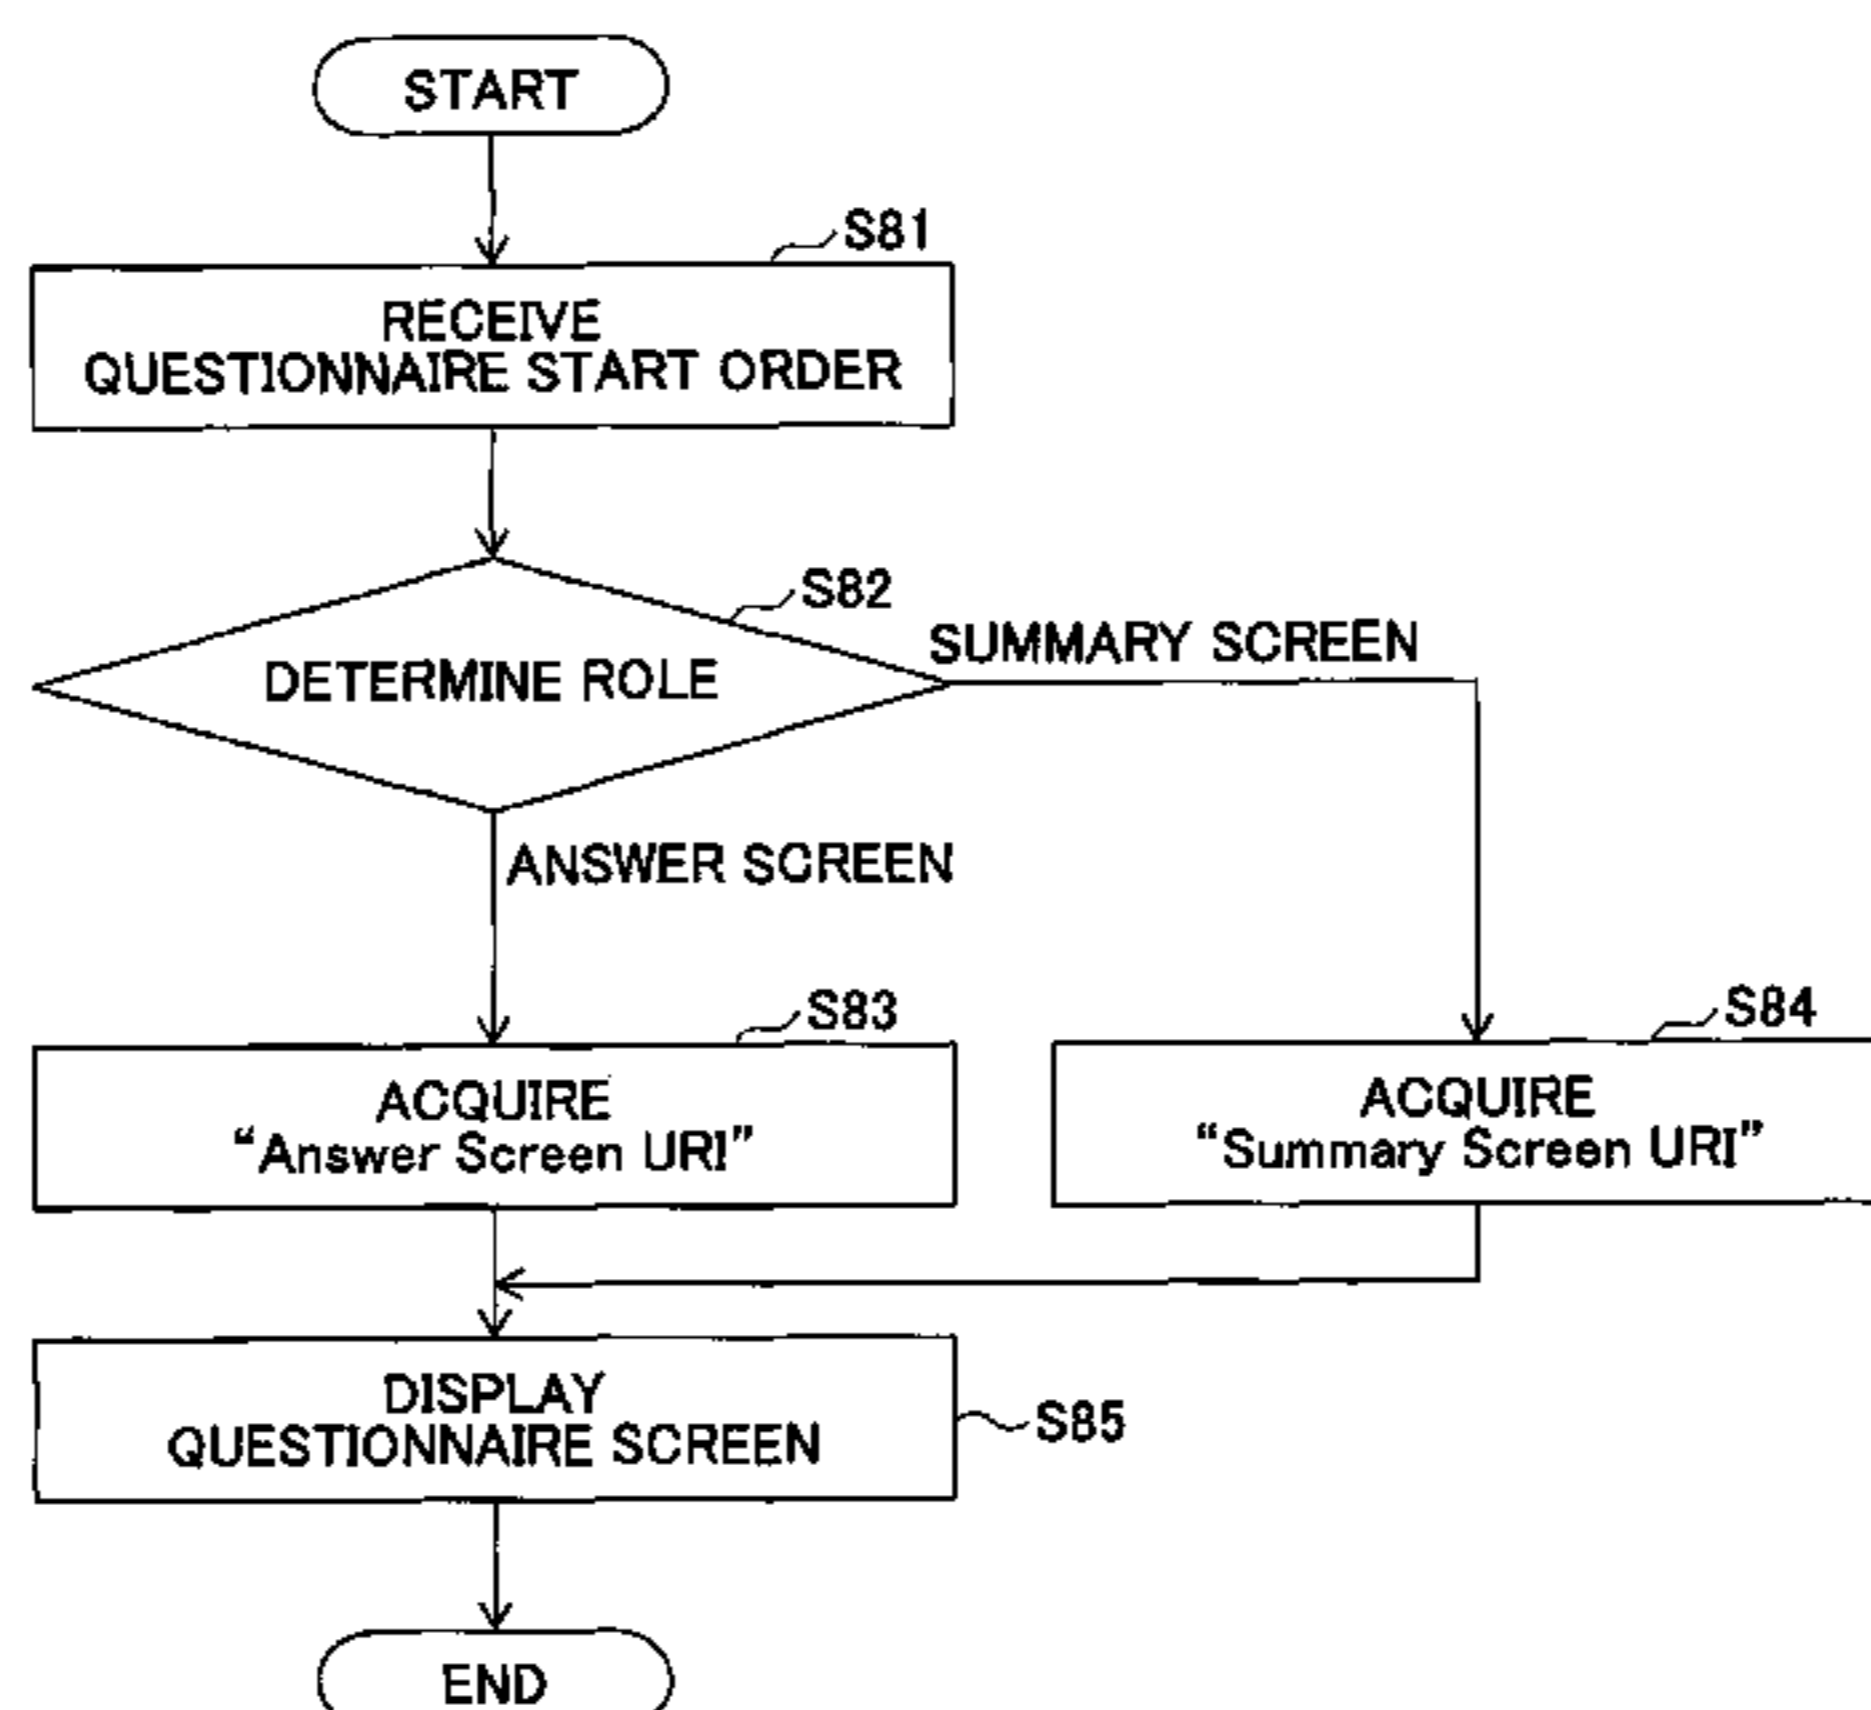 START
S81
RECEIVE
QUESTIONNAIRE START ORDER
S82
DETERMINE ROLE
SUMMARY SCREEN
ANSWER SCREEN
S83
ACQUIRE
“Answer Screen URI”
S84
ACQUIRE
“Summary Screen URI”
DISPLAY
QUESTIONNAIRE SCREEN
S85
END